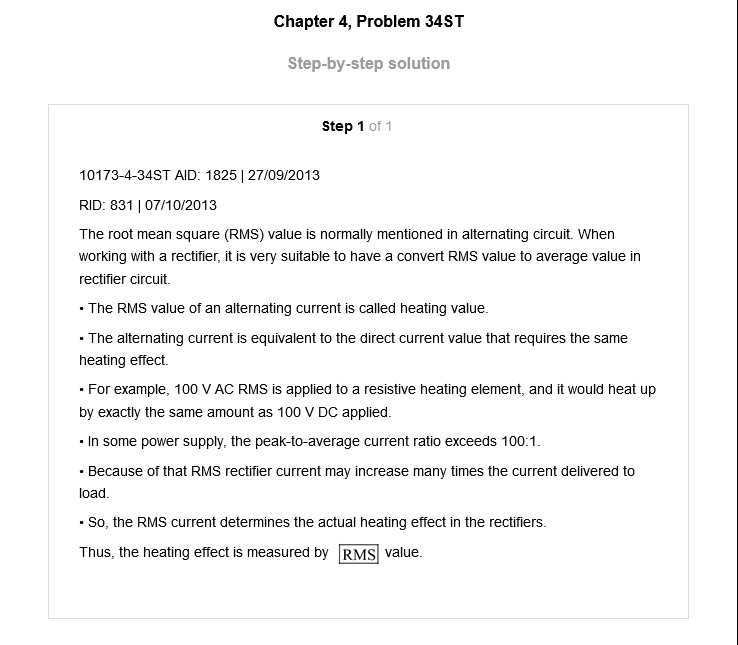 Chapter 4, Problem 34ST
Step-by-step solution
Step 1 of 1
10173-4-34ST AID: 1825 | 27/09/2013
RID: 831 | 07/10/2013
The root mean square (RMS) value is normally mentioned in alternating circuit. When
working with a rectifier, it is very suitable to have a convert RMS value to average value in
rectifier circuit.
• The RMS value of an alternating current is called heating value.
• The alternating current is equivalent to the direct current value that requires the same
heating effect.
• For example, 100 V AC RMS is applied to a resistive heating element, and it would heat up
by exactly the same amount as 100 V DC applied.
• In some power supply, the peak-to-average current ratio exceeds 100:1.
• Because of that RMS rectifier current may increase many times the current delivered to
load.
• So, the RMS current determines the actual heating effect in the rectifiers.
Thus, the heating effect is measured by RMS value.